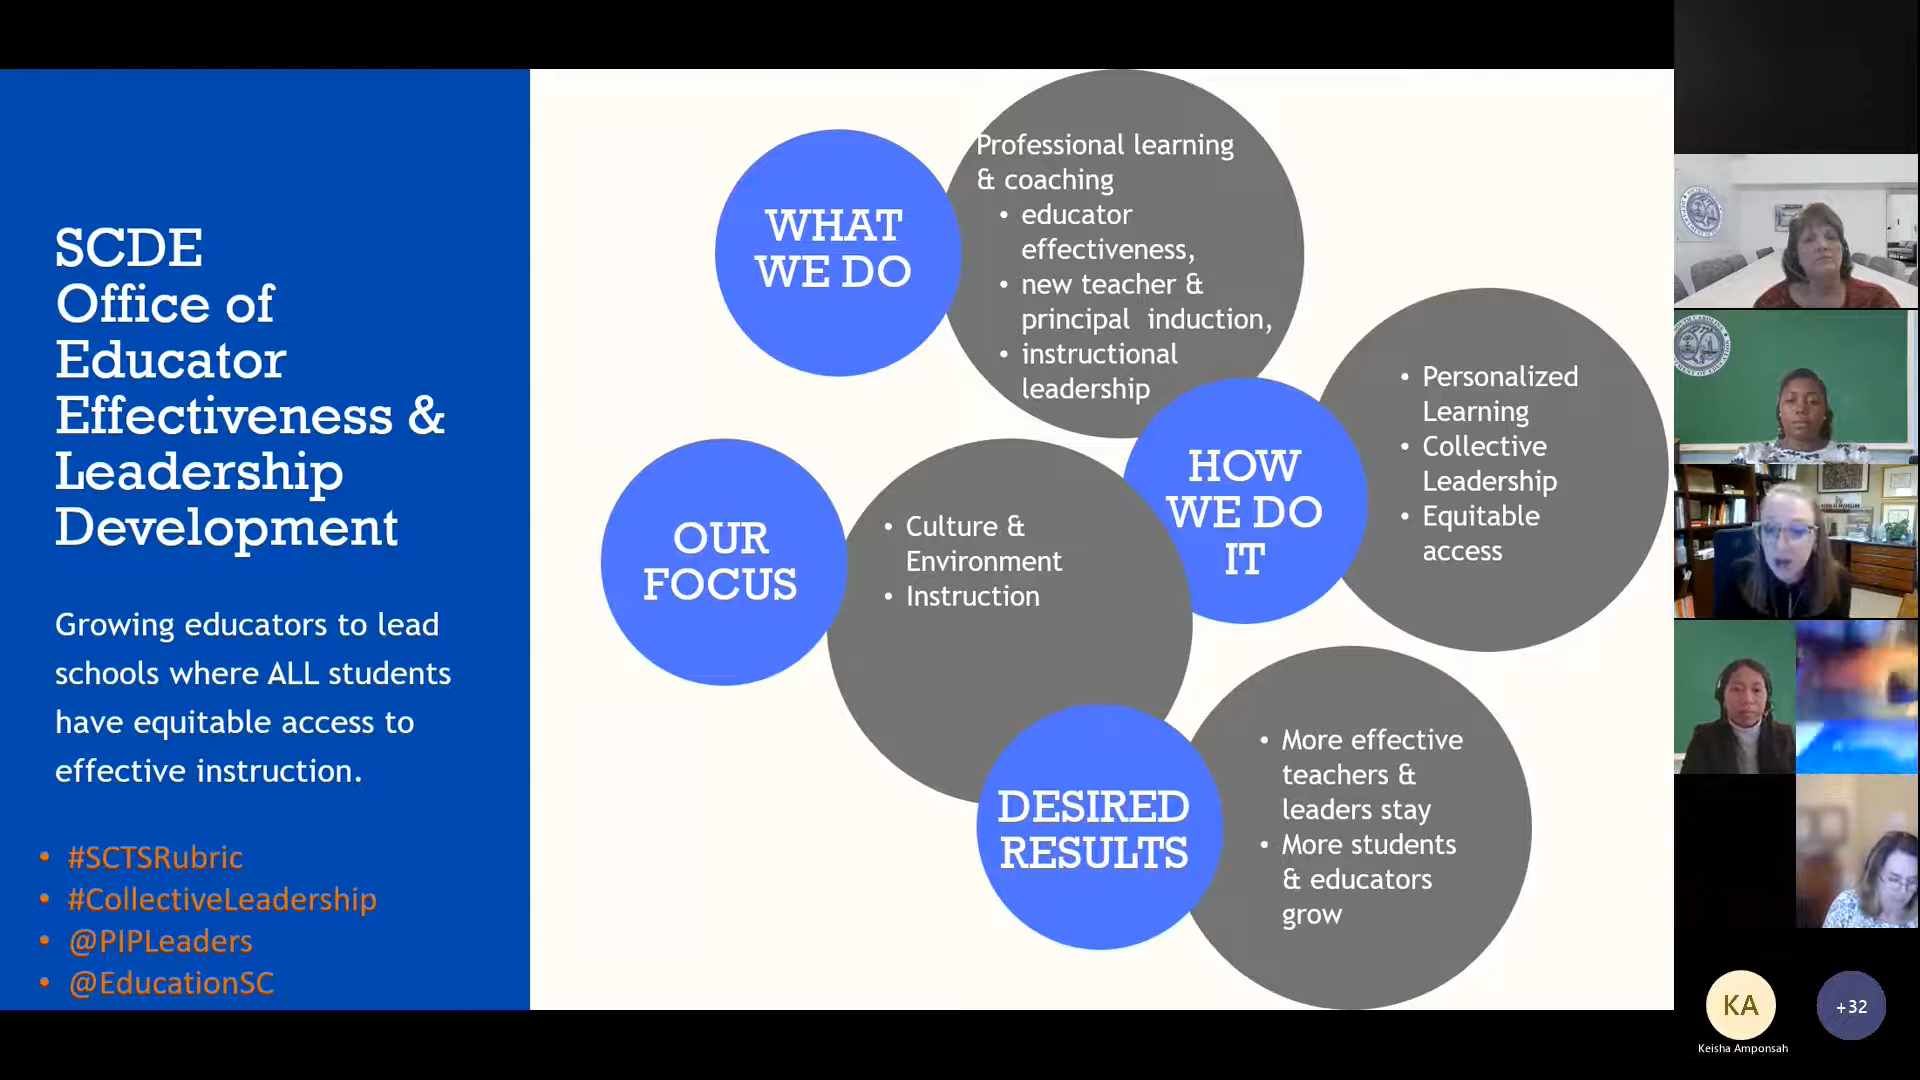 SCDE
Office of
Educator
Effectiveness &
Leadership
Development
Growing educators to lead
schools where ALL students
have equitable access to
effective instruction.
• #SCTSRubric
• #CollectiveLeadership
• @PIPLeaders
• @EducationSC
WHAT
WE DO
Professional learning
& coaching
• educator
effectiveness,
• new teacher &
principal induction,
• instructional
leadership
HOW
WE DO
IT
• Personalized
Learning
• Collective
Leadership
• Equitable
access
OUR
FOCUS
• Culture &
Environment
• Instruction
DESIRED
RESULTS
• More effective
teachers &
leaders stay
• More students
& educators
grow
KA
Keisha Amponsah
+32